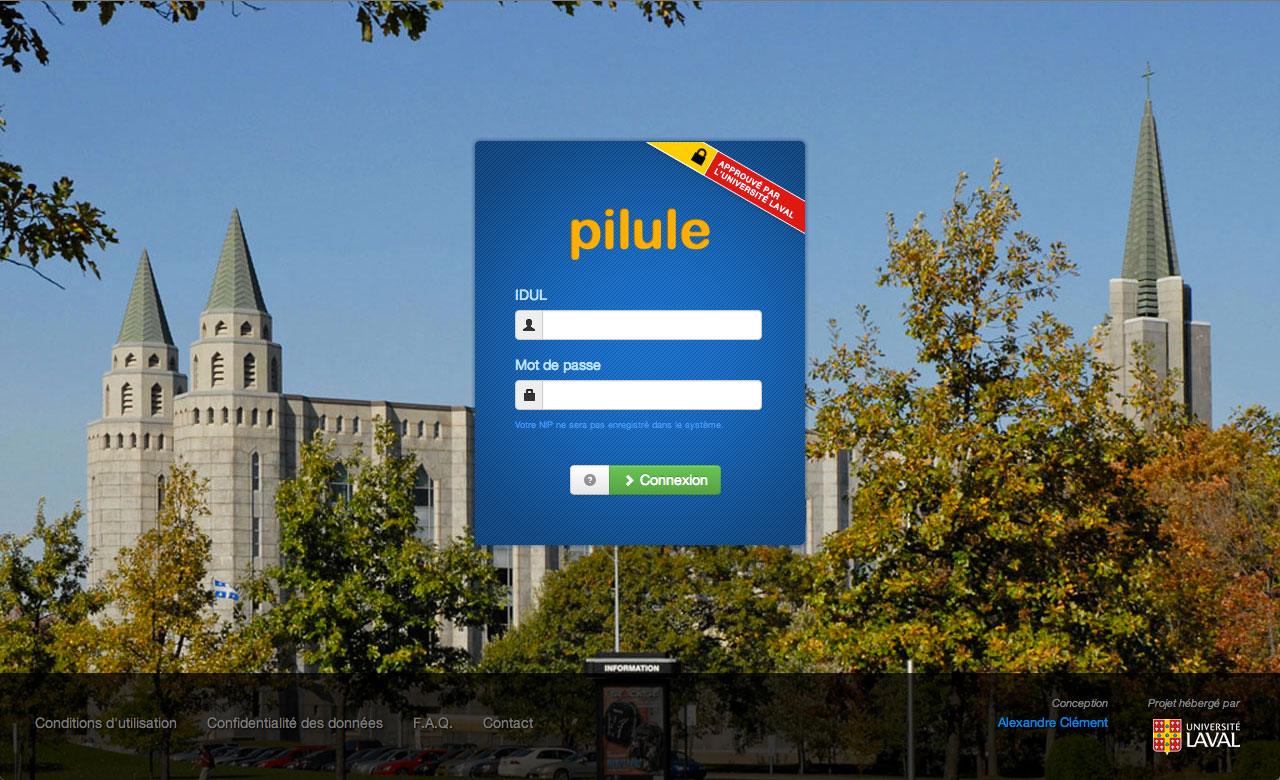 APPROUVÉ PAR
L'UNIVERSITÉ LAVAL
pilule
IDUL
Mot de passe
Votre NIP ne sera pas enregistré dans le système.
Connexion
INFORMATION
Conditions d'utilisation
Confidentialité des données
F.A.Q.
Contact
Conception
Alexandre Clément
Projet hébergé par
UNIVERSITÉ
LAVAL